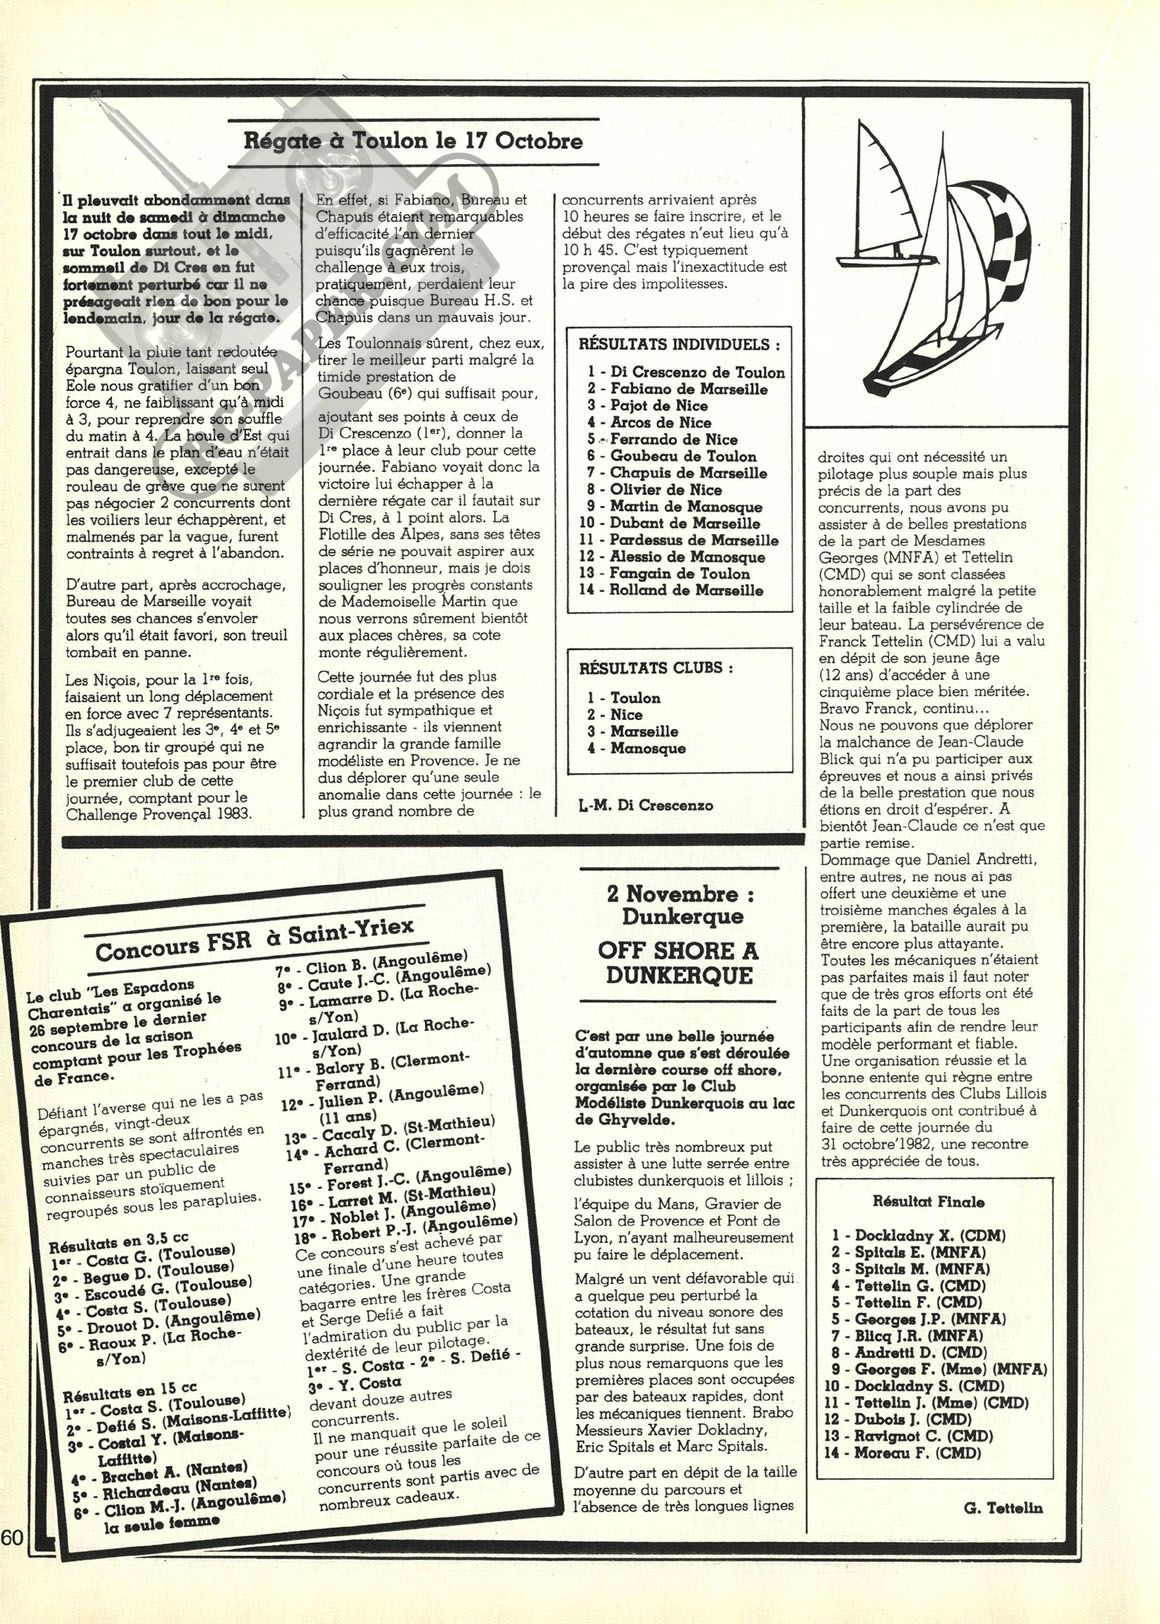 Régate à Toulon le 17 Octobre
Il pleuvait abondamment dans
la nuit de samedi à dimanche
17 octobre dans tout le midi,
sur Toulon surtout, et le
sommeil de Di Cres en fut
fortement perturbé car il ne
présageait rien de bon pour le
lendemain, jour de la régate.
Pourtant la pluie tant redoutée
épargna Toulon, laissant seul
Eole nous gratifier d'un bon
force 4, ne faiblissant qu'à midi
à 3, pour reprendre son souffle
du matin à 4. La houle d'Est qui
entrait dans le plan d'eau n'était
pas dangereuse, excepté le
rouleau de grève que ne surent
pas négocier 2 concurrents dont
les voiliers leur échappèrent, et
malmenés par la vague, furent
contraints à regret à l'abandon.
D'autre part, après accrochage,
Bureau de Marseille voyait
toutes ses chances s'envoler
alors qu'il était favori, son treuil
tombait en panne.
Les Niçois, pour la 1re fois,
faisaient un long déplacement
en force avec 7 représentants.
Ils s'adjugeaient les 3e, 4e et 5e
place, bon tir groupé qui ne
suffisait toutefois pas pour être
le premier club de cette
journée, comptant pour le
Challenge Provençal 1983.
En effet, si Fabiano, Bureau et
Chapuis étaient remarquables
d'efficacité l'an dernier
puisqu'ils gagnèrent le
challenge à eux trois,
pratiquement, perdaient leur
chance puisque Bureau H.S. et
Chapuis dans un mauvais jour.
Les Toulonnais sûrent, chez eux,
tirer le meilleur parti malgré la
timide prestation de
Goubeau (6e) qui suffisait pour,
ajoutant ses points à ceux de
Di Crescenzo (1er), donner la
1re place à leur club pour cette
journée. Fabiano voyait donc la
victoire lui échapper à la
dernière régate car il fautait sur
Di Cres, à 1 point alors. La
Flotille des Alpes, sans ses têtes
de série ne pouvait aspirer aux
places d'honneur, mais je dois
souligner les progrès constants
de Mademoiselle Martin que
nous verrons sûrement bientôt
aux places chères, sa cote
monte régulièrement.
Cette journée fut des plus
cordiale et la présence des
Niçois fut sympathique et
enrichissante - ils viennent
agrandir la grande famille
modéliste en Provence. Je ne
dus déplorer qu'une seule
anomalie dans cette journée : le
plus grand nombre de
concurrents arrivaient après
10 heures se faire inscrire, et le
début des régates n'eut lieu qu'à
10 h 45. C'est typiquement
provençal mais l'inexactitude est
la pire des impolitesses.
RÉSULTATS INDIVIDUELS :
1 - Di Crescenzo de Toulon
2 - Fabiano de Marseille
3 - Pajot de Nice
4 - Arcos de Nice
5 - Ferrando de Nice
6 - Goubeau de Toulon
7 - Chapuis de Marseille
8 - Olivier de Nice
9 - Martin de Manosque
10 - Dubant de Marseille
11 - Pardessus de Marseille
12 - Alessio de Manosque
13 - Fangain de Toulon
14 - Rolland de Marseille
RÉSULTATS CLUBS :
1 - Toulon
2 - Nice
3 - Marseille
4 - Manosque
L-M. Di Crescenzo
RC-PAPER.COM
Concours FSR à Saint-Yriex
Le club "Les Espadons
Charentais" a organisé le
26 septembre le dernier
concours de la saison
comptant pour les Trophées
de France.
Défiant l'averse qui ne les a pas
épargnés, vingt-deux
concurrents se sont affrontés en
manches très spectaculaires
suivies par un public de
connaisseurs stoïquement
regroupés sous les parapluies.
Résultats en 3,5 cc
1er - Costa G. (Toulouse)
2e - Begue D. (Toulouse)
3e - Escoudé G. (Toulouse)
4e - Costa S. (Toulouse)
5e - Drouot D. (Angoulême)
6e - Raoux P. (La Roche-
s/Yon)
Résultats en 15 cc
1er - Costa S. (Toulouse)
2e - Defié S. (Maisons-Laffitte)
3e - Costal Y. (Maisons-
Laffitte)
4e - Brachet A. (Nantes)
5e - Richardeau (Nantes)
6e - Clion M.-J. (Angoulême)
la seule femme
7e - Clion B. (Angoulême)
8e - Caute J.-C. (Angoulême)
9e - Lamarre D. (La Roche-
s/Yon)
10e - Jaulard D. (La Roche-
s/Yon)
11e - Balory B. (Clermont-
Ferrand)
12e - Julien P. (Angoulême)
(11 ans)
13e - Cacaly D. (St-Mathieu)
14e - Achard C. (Clermont-
Ferrand)
15e - Forest J.-C. (Angoulême)
16e - Larret M. (St-Mathieu)
17e - Noblet J. (Angoulême)
18e - Robert P.-J. (Angoulême)
Ce concours s'est achevé par
une finale d'une heure toutes
catégories. Une grande
bagarre entre les frères Costa
et Serge Defié a fait
l'admiration du public par la
dextérité de leur pilotage.
1er - S. Costa - 2e - S. Defié -
3e - Y. Costa
devant douze autres
concurrents.
Il ne manquait que le soleil
pour une réussite parfaite de ce
concours où tous les
concurrents sont partis avec de
nombreux cadeaux.
2 Novembre :
Dunkerque
OFF SHORE A
DUNKERQUE
C'est par une belle journée
d'automne que s'est déroulée
la dernière course off shore,
organisée par le Club
Modéliste Dunkerquois au lac
de Ghyvelde.
Le public très nombreux put
assister à une lutte serrée entre
clubistes dunkerquois et lillois ;
l'équipe du Mans, Gravier de
Salon de Provence et Pont de
Lyon, n'ayant malheureusement
pu faire le déplacement.
Malgré un vent défavorable qui
a quelque peu perturbé la
cotation du niveau sonore des
bateaux, le résultat fut sans
grande surprise. Une fois de
plus nous remarquons que les
premières places sont occupées
par des bateaux rapides, dont
les mécaniques tiennent. Brabo
Messieurs Xavier Dokladny,
Eric Spitals et Marc Spitals.
D'autre part en dépit de la taille
moyenne du parcours et
l'absence de très longues lignes
droites qui ont nécessité un
pilotage plus souple mais plus
précis de la part des
concurrents, nous avons pu
assister à de belles prestations
de la part de Mesdames
Georges (MNFA) et Tettelin
(CMD) qui se sont classées
honorablement malgré la petite
taille et la faible cylindrée de
leur bateau. La persévérence de
Franck Tettelin (CMD) lui a valu
en dépit de son jeune âge
(12 ans) d'accéder à une
cinquième place bien méritée.
Bravo Franck, continu...
Nous ne pouvons que déplorer
la malchance de Jean-Claude
Blick qui n'a pu participer aux
épreuves et nous a ainsi privés
de la belle prestation que nous
étions en droit d'espérer. A
bientôt Jean-Claude ce n'est que
partie remise.
Dommage que Daniel Andretti,
entre autres, ne nous ai pas
offert une deuxième et une
troisième manches égales à la
première, la bataille aurait pu
être encore plus attayante.
Toutes les mécaniques n'étaient
pas parfaites mais il faut noter
que de très gros efforts ont été
faits de la part de tous les
participants afin de rendre leur
modèle performant et fiable.
Une organisation réussie et la
bonne entente qui règne entre
les concurrents des Clubs Lillois
et Dunkerquois ont contribué à
faire de cette journée du
31 octobre'1982, une recontre
très appréciée de tous.
Résultat Finale
1 - Dockladny X. (CDM)
2 - Spitals E. (MNFA)
3 - Spitals M. (MNFA)
4 - Tettelin G. (CMD)
5 - Tettelin F. (CMD)
5 - Georges J.P. (MNFA)
7 - Blicq J.R. (MNFA)
8 - Andretti D. (CMD)
9 - Georges F. (Mme) (MNFA)
10 - Dockladny S. (CMD)
11 - Tettelin J. (Mme) (CMD)
12 - Dubois J. (CMD)
13 - Ravignot C. (CMD)
14 - Moreau F. (CMD)
G. Tettelin
60